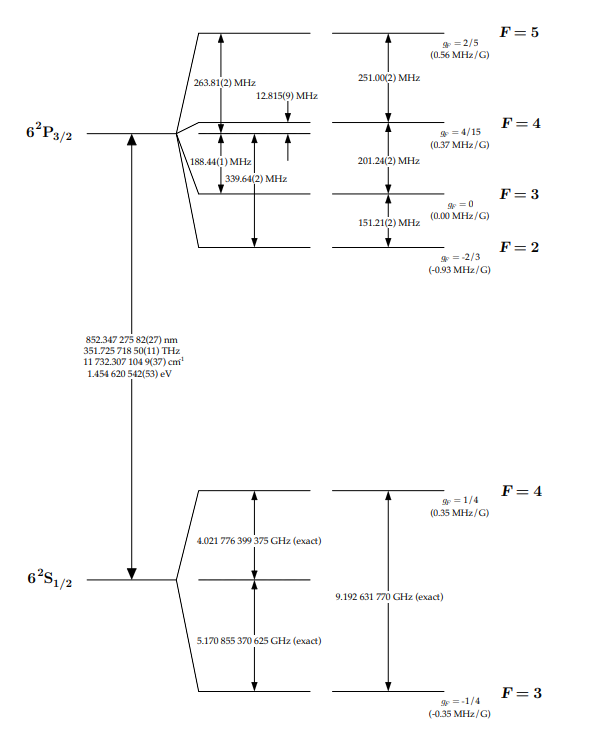 F = 5
g_F = 2/5
(0.56 MHz/G)
263.81(2) MHz
251.00(2) MHz
12.815(9) MHz
6²P₃/₂
F = 4
g_F = 4/15
(0.37 MHz/G)
188.44(1) MHz
201.24(2) MHz
339.64(2) MHz
F = 3
g_F = 0
(0.00 MHz/G)
151.21(2) MHz
F = 2
g_F = -2/3
(-0.93 MHz/G)
852.347 275 82(27) nm
351.725 718 50(11) THz
11 732.307 104 9(37) cm⁻¹
1.454 620 542(53) eV
F = 4
g_F = 1/4
(0.35 MHz/G)
4.021 776 399 375 GHz (exact)
6²S₁/₂
9.192 631 770 GHz (exact)
5.170 855 370 625 GHz (exact)
F = 3
g_F = -1/4
(-0.35 MHz/G)